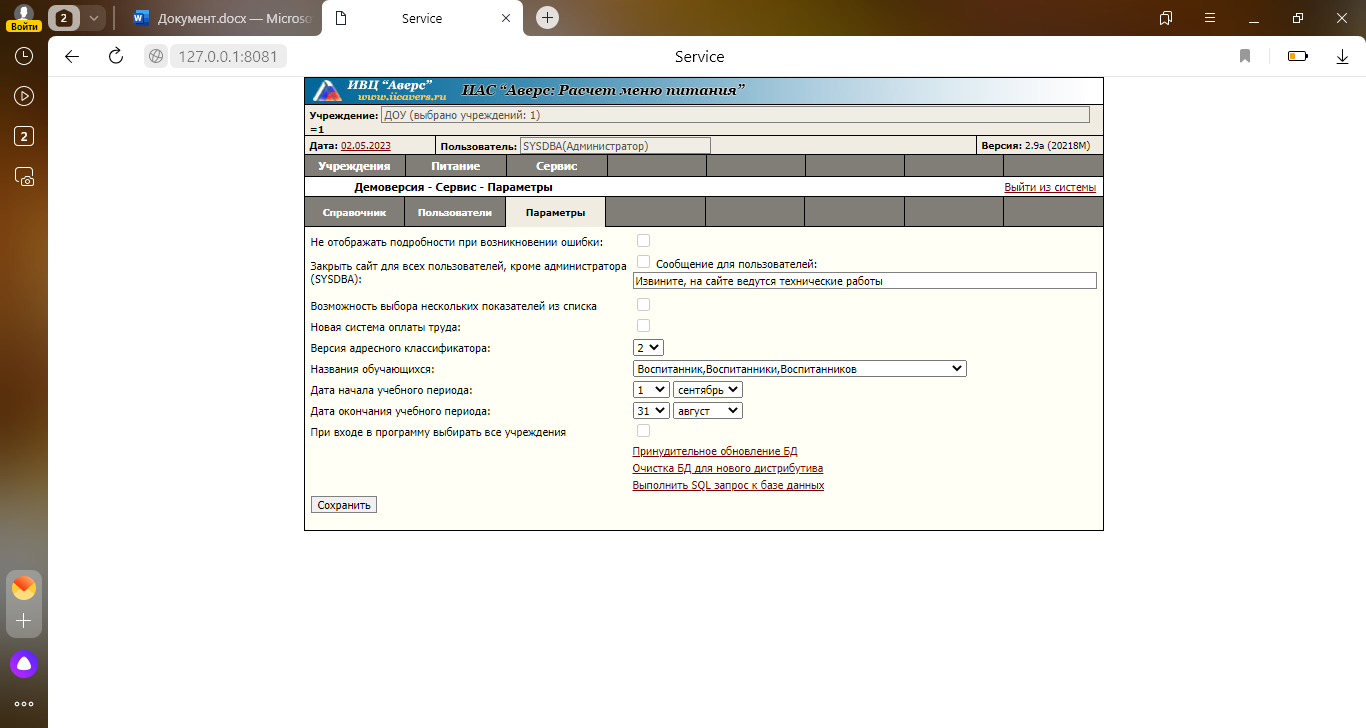 Войти
2
Документ.docx — Microso
Service
127.0.0.1:8081
Service
2
ИВЦ “Аверс”
www.iicavers.ru
ИАС “Аверс: Расчет меню питания”
Учреждение: ДОУ (выбрано учреждений: 1)
=1
Дата: 02.05.2023 Пользователь: SYSDBA(Администратор) Версия: 2.9a (20218M)
Учреждения Питание Сервис
Демоверсия - Сервис - Параметры Выйти из системы
Справочник Пользователи Параметры
Не отображать подробности при возникновении ошибки:
Закрыть сайт для всех пользователей, кроме администратора (SYSDBA): Сообщение для пользователей:
Извините, на сайте ведутся технические работы
Возможность выбора нескольких показателей из списка
Новая система оплаты труда:
Версия адресного классификатора: 2
Названия обучающихся: Воспитанник,Воспитанники,Воспитанников
Дата начала учебного периода: 1 сентябрь
Дата окончания учебного периода: 31 август
При входе в программу выбирать все учреждения
Принудительное обновление БД
Очистка БД для нового дистрибутива
Выполнить SQL запрос к базе данных
Сохранить